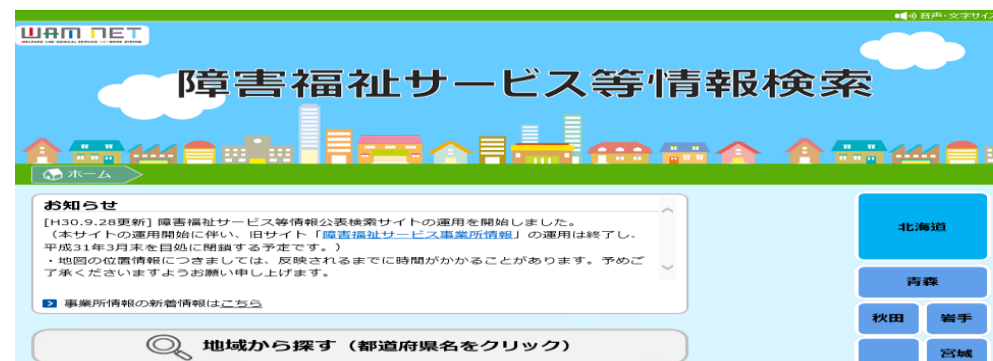 音声・文字サイズ
WAM NET
WELFARE AND MEDICAL SERVICE NETWORK SYSTEM
障害福祉サービス等情報検索
ホーム
お知らせ
[H30.9.28更新] 障害福祉サービス等情報公表検索サイトの運用を開始しました。
（本サイトの運用開始に伴い、旧サイト「障害福祉サービス事業所情報」の運用は終了し、
平成31年3月末を目処に閉鎖する予定です。）
・地図の位置情報につきましては、反映されるまでに時間がかかることがあります。予めご
了承くださいますようお願い申し上げます。
事業所情報の新着情報はこちら
地域から探す（都道府県名をクリック）
北海道
青森
秋田
岩手
宮城